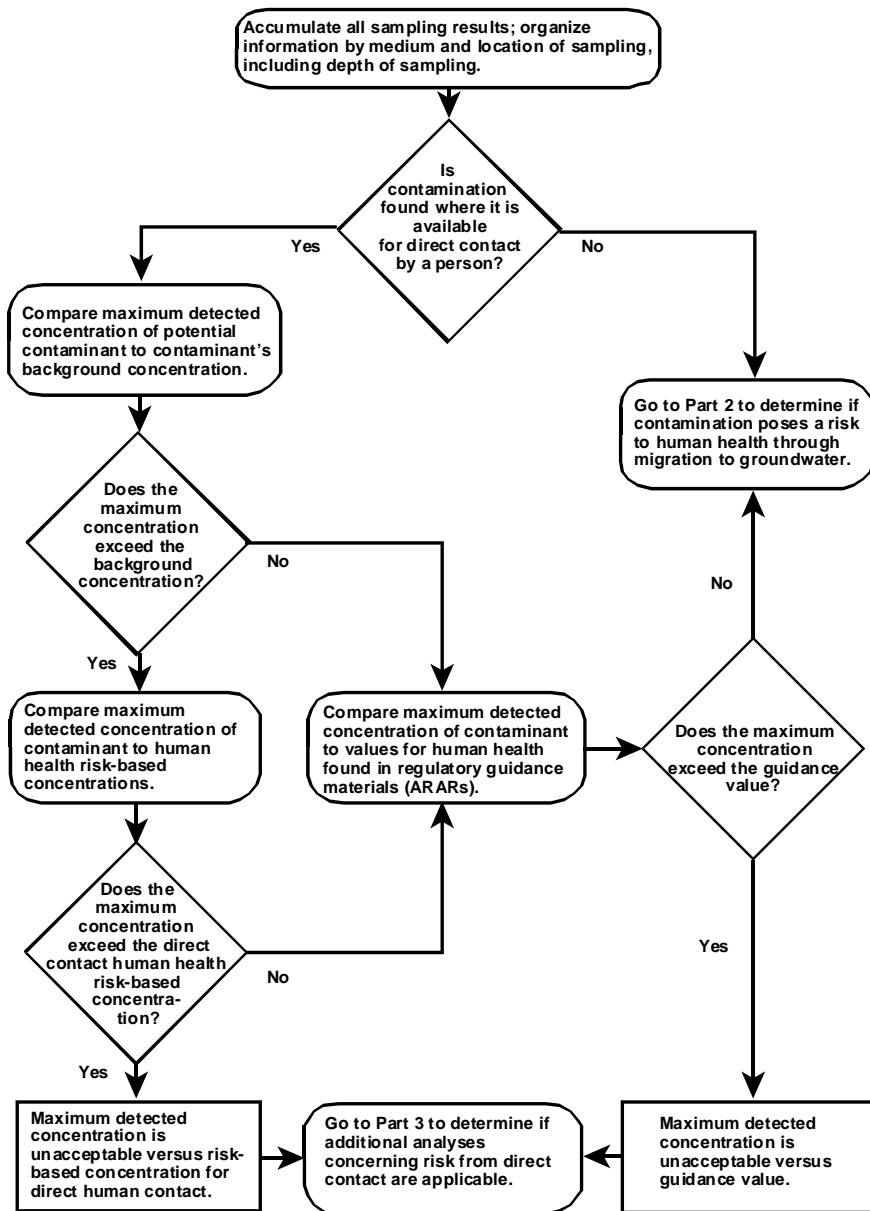 Accumulate all sampling results; organize
information by medium and location of sampling,
including depth of sampling.
Is
contamination
found where it is
available
for direct contact
by a person?
Yes
No
Compare maximum detected
concentration of potential
contaminant to contaminant's
background concentration.
Go to Part 2 to determine if
contamination poses a risk
to human health through
migration to groundwater.
Does the
maximum
concentration
exceed the
background
concentration?
No
No
Yes
Compare maximum
detected concentration of
contaminant to human
health risk-based
concentrations.
Compare maximum detected
concentration of contaminant
to values for human health
found in regulatory guidance
materials (ARARs).
Does the maximum
concentration
exceed the guidance
value?
Does the
maximum
concentration
exceed the direct
contact human health
risk-based
concentra-
tion?
No
Yes
Yes
Maximum detected
concentration is
unacceptable versus risk-
based concentration for
direct human contact.
Go to Part 3 to determine if
additional analyses
concerning risk from direct
contact are applicable.
Maximum detected
concentration is
unacceptable versus
guidance value.